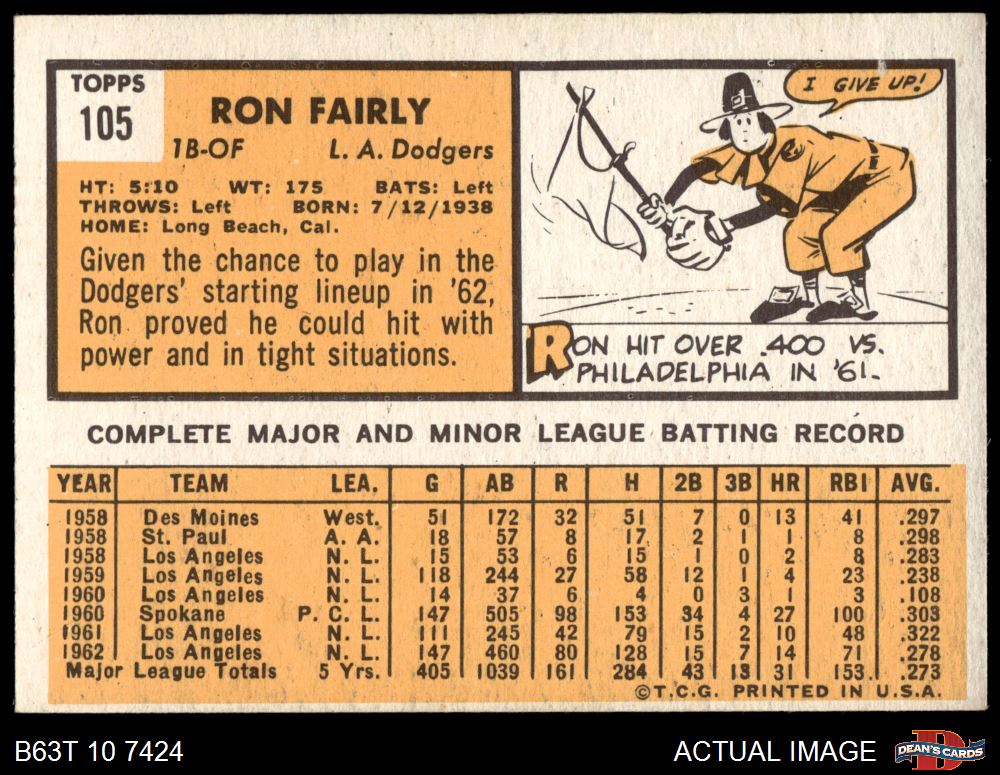 TOPPS
105
RON FAIRLY
1B-OF L. A. Dodgers
HT: 5:10 WT: 175 BATS: Left
THROWS: Left BORN: 7/12/1938
HOME: Long Beach, Cal.
Given the chance to play in the
Dodgers' starting lineup in '62,
Ron proved he could hit with
power and in tight situations.
I GIVE UP!
RON HIT OVER .400 VS.
PHILADELPHIA IN '61.
COMPLETE MAJOR AND MINOR LEAGUE BATTING RECORD
YEAR TEAM LEA. G AB R H 2B 3B HR RBI AVG.
1958 Des Moines West. 51 172 32 51 7 0 13 41 .297
1958 St. Paul A. A. 18 57 8 17 2 1 1 8 .298
1958 Los Angeles N. L. 15 53 6 15 1 0 2 8 .283
1959 Los Angeles N. L. 118 244 27 58 12 1 4 23 .238
1960 Los Angeles N. L. 14 37 6 4 0 3 1 3 .108
1960 Spokane P. C. L. 147 505 98 153 34 4 27 100 .303
1961 Los Angeles N. L. 111 245 42 79 15 2 10 48 .322
1962 Los Angeles N. L. 147 460 80 128 15 7 14 71 .278
Major League Totals 5 Yrs. 405 1039 161 284 43 13 31 153 .273
©T.C.G. PRINTED IN U.S.A.
B63T 10 7424 ACTUAL IMAGE DEAN'S CARDS